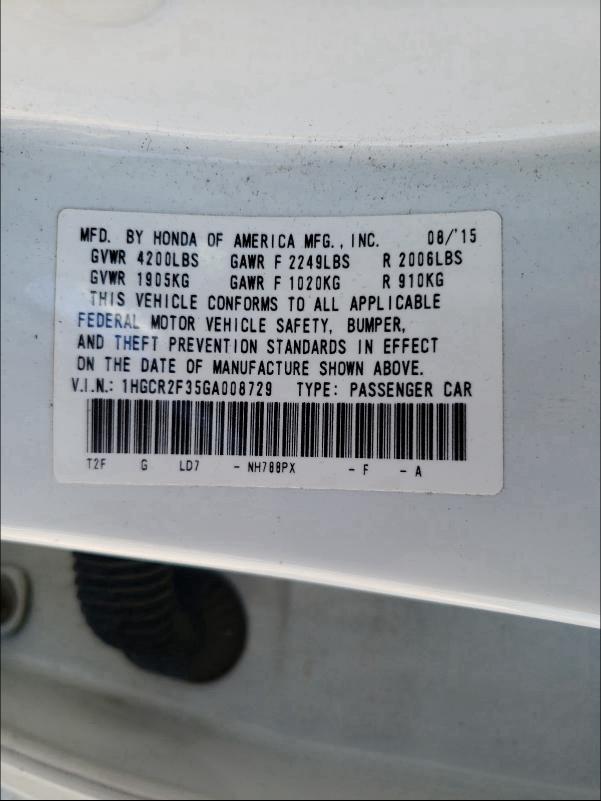 MFD. BY HONDA OF AMERICA MFG., INC. 08/'15
GVWR 4200LBS GAWR F 2249LBS R 2006LBS
GVWR 1905KG GAWR F 1020KG R 910KG
THIS VEHICLE CONFORMS TO ALL APPLICABLE
FEDERAL MOTOR VEHICLE SAFETY, BUMPER,
AND THEFT PREVENTION STANDARDS IN EFFECT
ON THE DATE OF MANUFACTURE SHOWN ABOVE.
V.I.N.: 1HGCR2F35GA008729 TYPE: PASSENGER CAR
T2F G LD7 - NH788PX - F - A